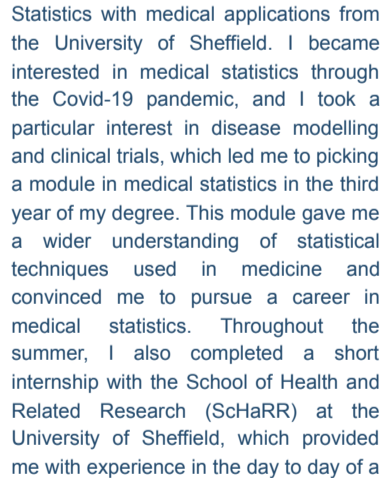 Statistics with medical applications from
the University of Sheffield. I became
interested in medical statistics through
the Covid-19 pandemic, and I took a
particular interest in disease modelling
and clinical trials, which led me to picking
a module in medical statistics in the third
year of my degree. This module gave me
a wider understanding of statistical
techniques used in medicine and
convinced me to pursue a career in
medical statistics. Throughout the
summer, I also completed a short
internship with the School of Health and
Related Research (ScHaRR) at the
University of Sheffield, which provided
me with experience in the day to day of a